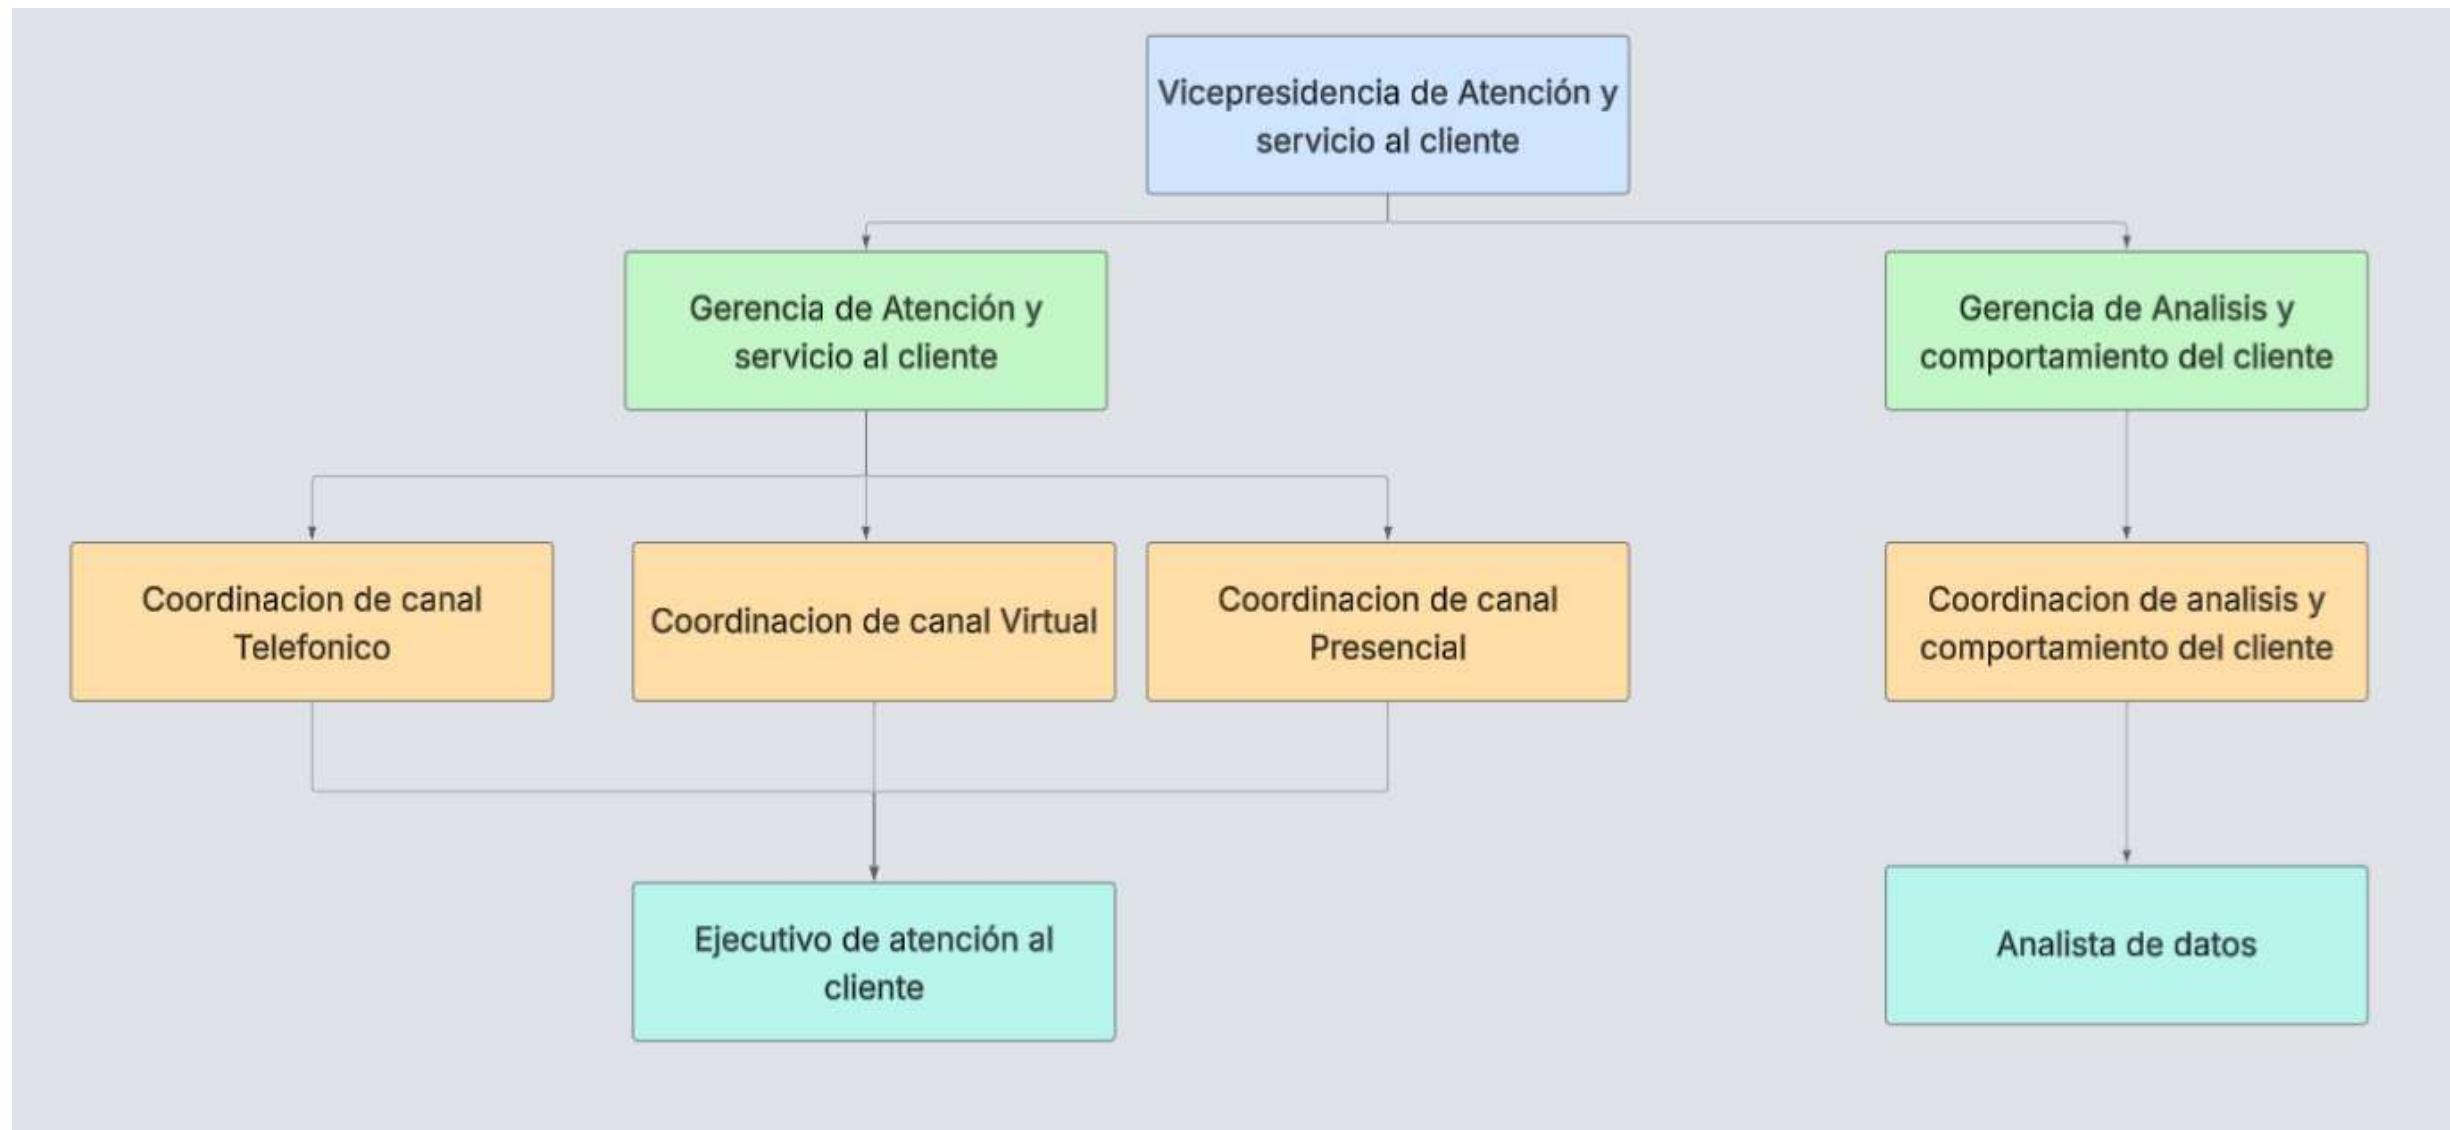 Vicepresidencia de Atención y
servicio al cliente
Gerencia de Atención y
servicio al cliente
Gerencia de Analisis y
comportamiento del cliente
Coordinacion de canal
Telefonico
Coordinacion de canal Virtual
Coordinacion de canal
Presencial
Coordinacion de analisis y
comportamiento del cliente
Ejecutivo de atención al
cliente
Analista de datos